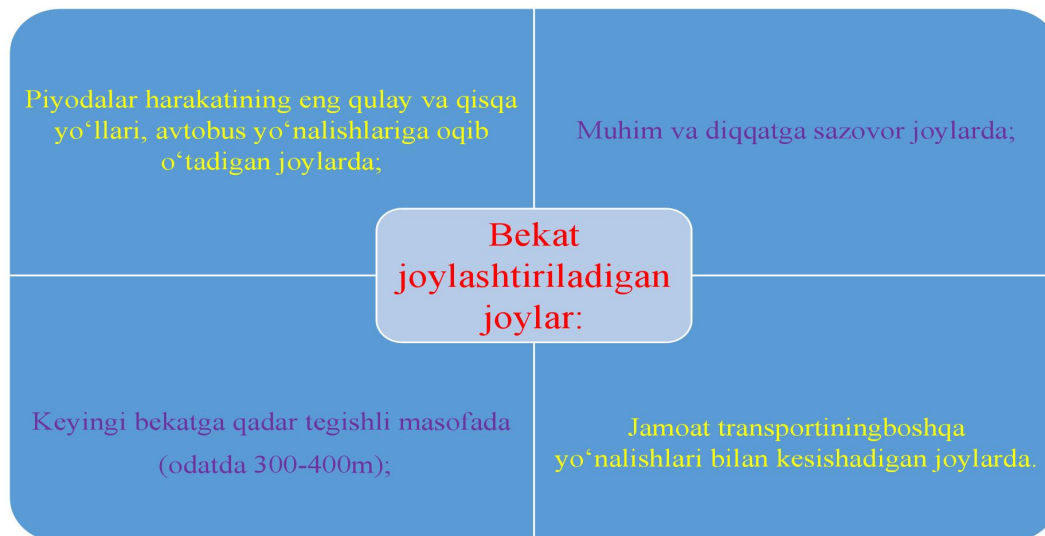 Piyodalar harakatining eng qulay va qisqa
yo‘llari, avtobus yo‘nalishlariga oqib
o‘tadigan joylarda;
Muhim va diqqatga sazovor joylarda;
Bekat
joylashtiriladigan
joylar:
Keyingi bekatga qadar tegishli masofada
(odatda 300-400m);
Jamoat transportiningboshqa
yo‘nalishlari bilan kesishadigan joylarda.